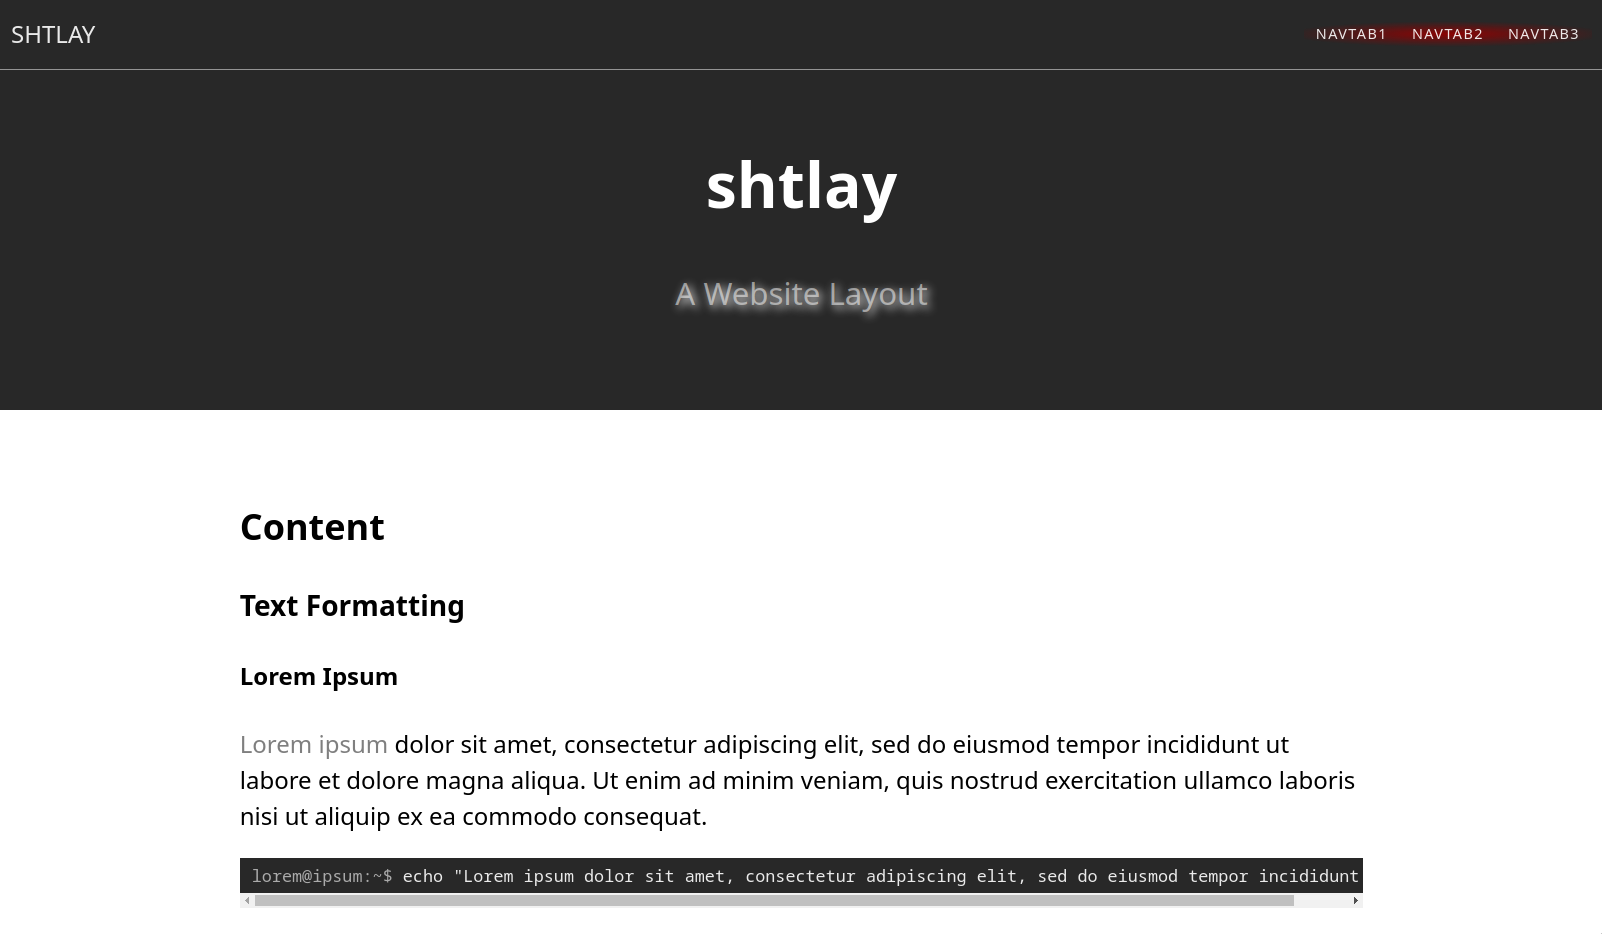 SHTLAY
NAVTAB1 NAVTAB2 NAVTAB3
shtlay
A Website Layout
Content
Text Formatting
Lorem Ipsum
Lorem ipsum dolor sit amet, consectetur adipiscing elit, sed do eiusmod tempor incididunt ut
labore et dolore magna aliqua. Ut enim ad minim veniam, quis nostrud exercitation ullamco laboris
nisi ut aliquip ex ea commodo consequat.
lorem@ipsum:~$ echo "Lorem ipsum dolor sit amet, consectetur adipiscing elit, sed do eiusmod tempor incididunt